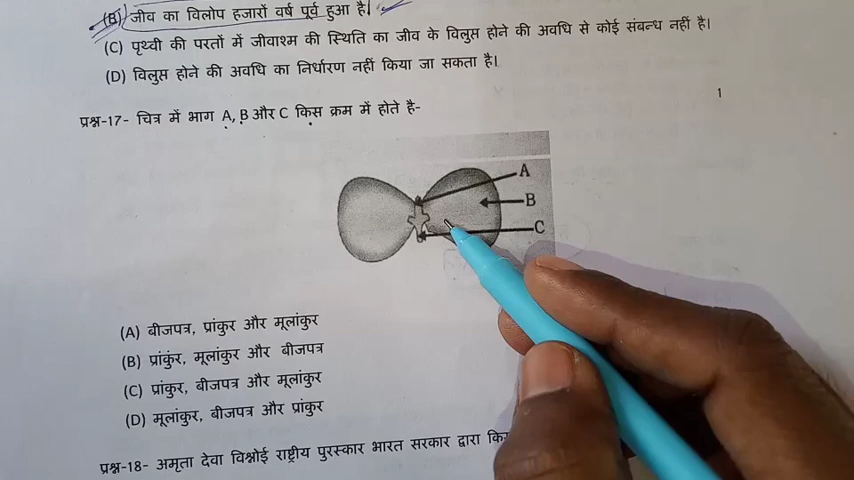 (B) जीव का विलोप हजारों वर्ष पूर्व हुआ है।
(C) पृथ्वी की परतों में जीवाश्म की स्थिति का जीव के विलुप्त होने की अवधि से कोई संबन्ध नहीं है।
(D) विलुप्त होने की अवधि का निर्धारण नहीं किया जा सकता है।
1
प्रश्न-17- चित्र में भाग A, B और C किस क्रम में होते है-
A
B
C
(A) बीजपत्र, प्रांकुर और मूलांकुर
(B) प्रांकुर, मूलांकुर और बीजपत्र
(C) प्रांकुर, बीजपत्र और मूलांकुर
(D) मूलांकुर, बीजपत्र और प्रांकुर
प्रश्न-18- अमृता देवा विश्नोई राष्ट्रीय पुरस्कार भारत सरकार द्वारा